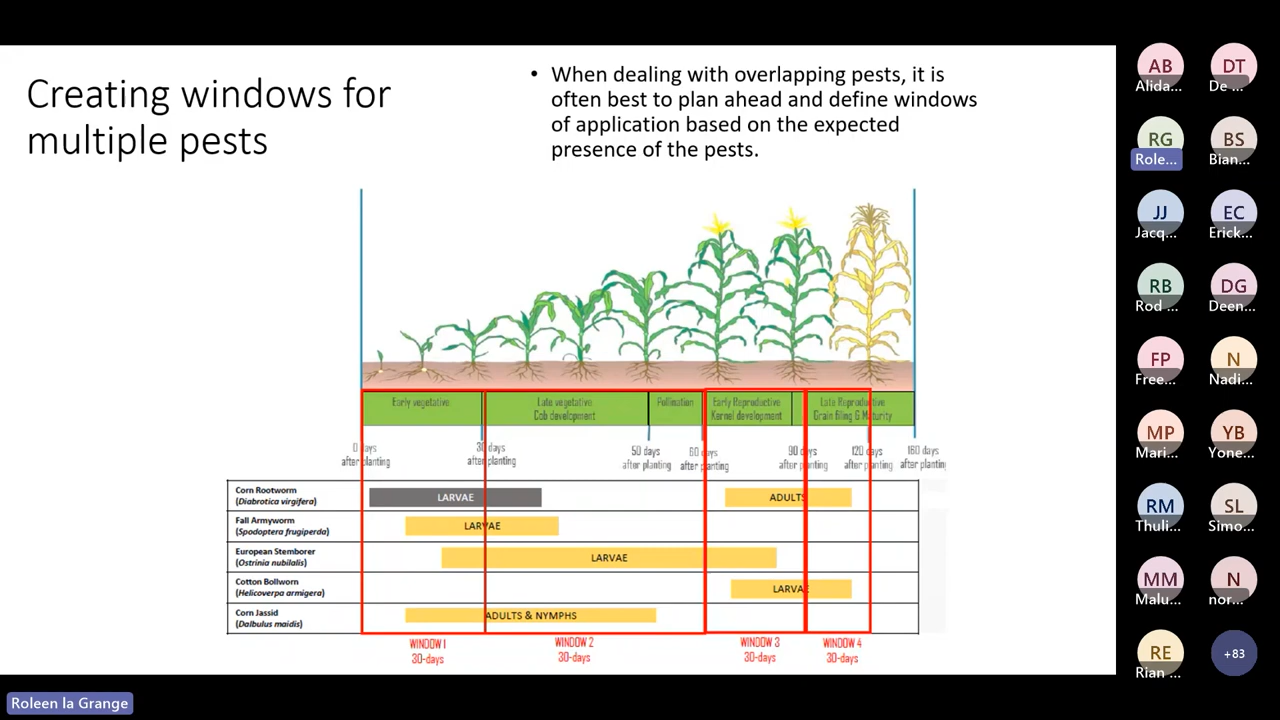 Creating windows for
multiple pests
• When dealing with overlapping pests, it is
often best to plan ahead and define windows
of application based on the expected
presence of the pests.
Early vegetative.
Late vegetative
Cob development
Pollination
Early Reproductive
Kernel development
Late Reproductive
Grain filing & Maturity
0 days
after planting
30 days
after planting
50 days
after planting
60 days
after planting
90 days
after planting
120 days
after planting
160 days
after planting
Corn Rootworm
(Diabrotica virgifera)
LARVAE
ADULTS
Fall Armyworm
(Spodoptera frugiperda)
LARVAE
European Stemborer
(Ostrinia nubilalis)
LARVAE
Cotton Bollworn
(Helicoverpa armigera)
LARVAE
Corn Jassid
(Dalbulus maidis)
ADULTS & NYMPHS
WINDOW 1
30-days
WINDOW 2
30-days
WINDOW 3
30-days
WINDOW 4
30-days
AB
Alida...
DT
De ...
RG
Role...
BS
Bian...
JJ
Jacq...
EC
Erick...
RB
Rod ...
DG
Deen...
FP
Free...
N
Nadi...
MP
Mari...
YB
Yone...
RM
Thuli...
SL
Simo...
MM
Malu...
N
nor...
RE
Rian ...
+83
Roleen la Grange